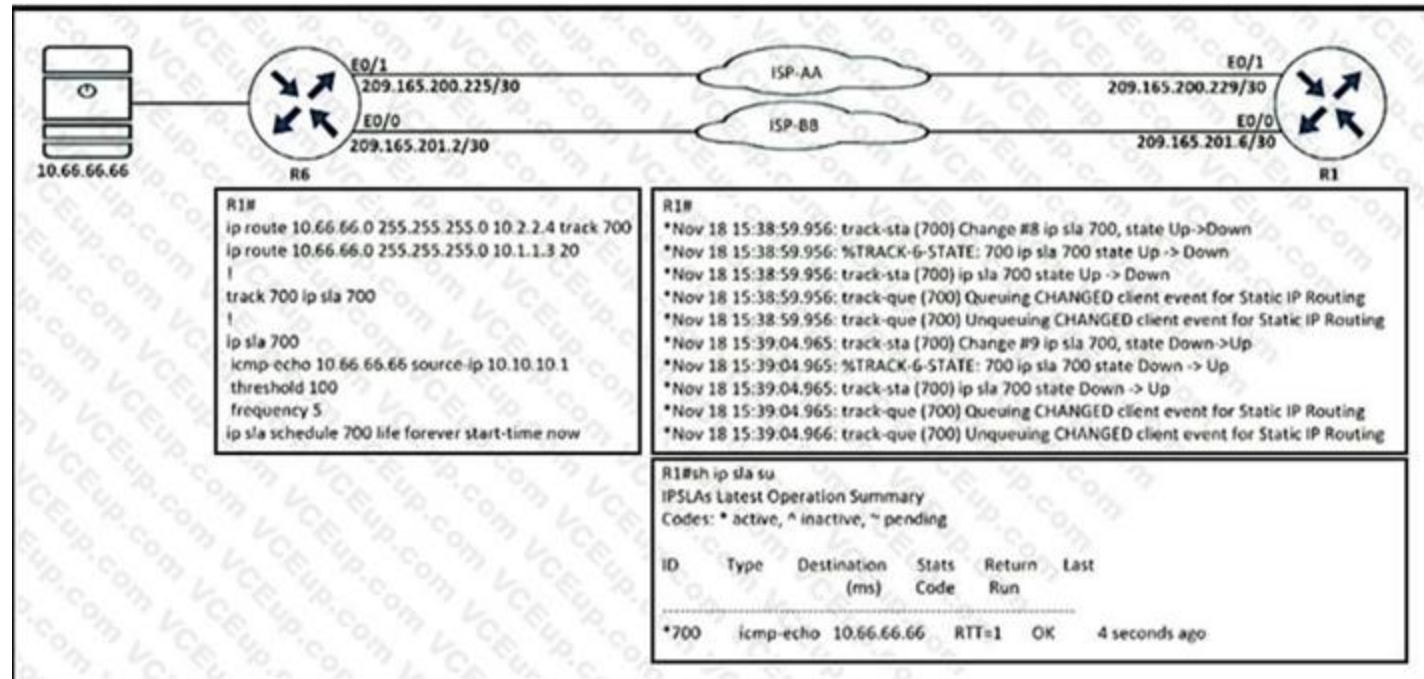 E0/1
209.165.200.225/30
ISP-AA
E0/1
209.165.200.229/30
E0/0
209.165.201.2/30
ISP-BB
E0/0
209.165.201.6/30
10.66.66.66
R6
R1
R1#
ip route 10.66.66.0 255.255.255.0 10.2.2.4 track 700
ip route 10.66.66.0 255.255.255.0 10.1.1.3 20
!
track 700 ip sla 700
!
ip sla 700
icmp-echo 10.66.66.66 source-ip 10.10.10.1
threshold 100
frequency 5
ip sla schedule 700 life forever start-time now
R1#
*Nov 18 15:38:59.956: track-sta (700) Change #8 ip sla 700, state Up->Down
*Nov 18 15:38:59.956: %TRACK-6-STATE: 700 ip sla 700 state Up -> Down
*Nov 18 15:38:59.956: track-sta (700) ip sla 700 state Up -> Down
*Nov 18 15:38:59.956: track-que (700) Queuing CHANGED client event for Static IP Routing
*Nov 18 15:38:59.956: track-que (700) Unqueuing CHANGED client event for Static IP Routing
*Nov 18 15:39:04.965: track-sta (700) Change #9 ip sla 700, state Down->Up
*Nov 18 15:39:04.965: %TRACK-6-STATE: 700 ip sla 700 state Down -> Up
*Nov 18 15:39:04.965: track-sta (700) ip sla 700 state Down -> Up
*Nov 18 15:39:04.965: track-que (700) Queuing CHANGED client event for Static IP Routing
*Nov 18 15:39:04.966: track-que (700) Unqueuing CHANGED client event for Static IP Routing
R1#sh ip sla su
IPSLAs Latest Operation Summary
Codes: * active, ^ inactive, ~ pending
ID Type Destination Stats Return Last
(ms) Code Run
*700 icmp-echo 10.66.66.66 RTT=1 OK 4 seconds ago
VCEup.com